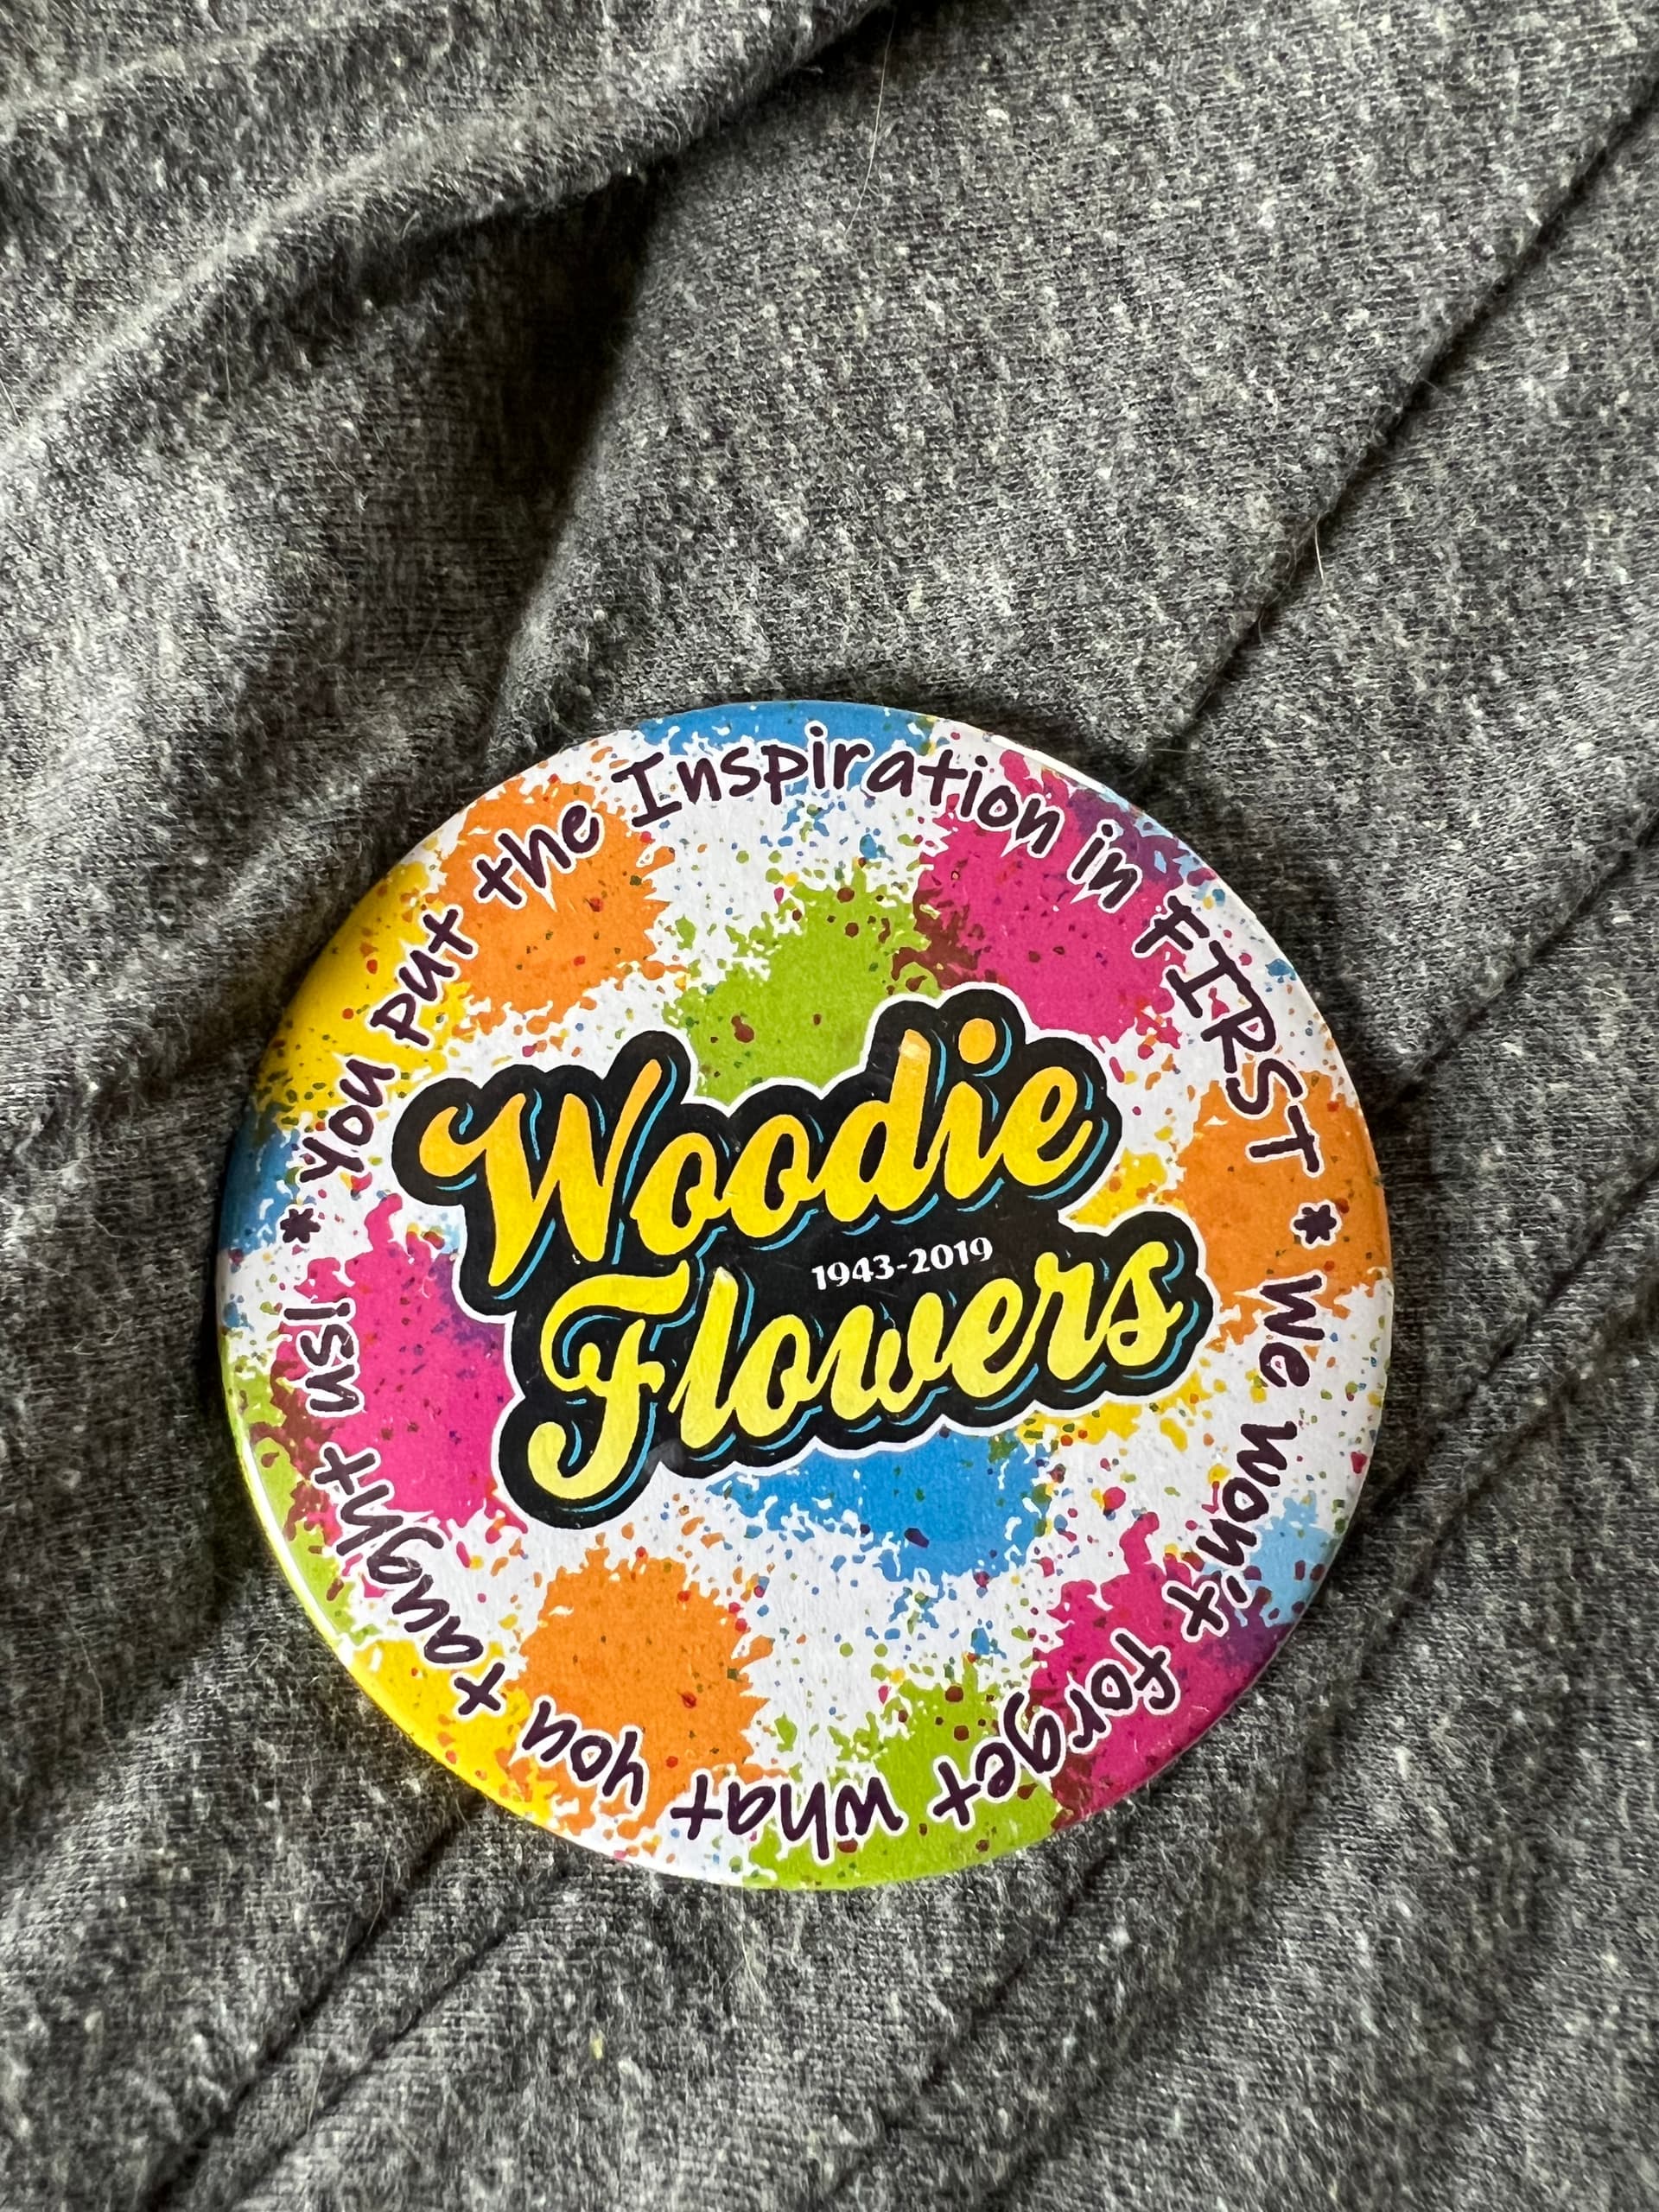 * You put the Inspiration in FIRST * We won't forget what you taught us!
Woodie
1943-2019
Flowers